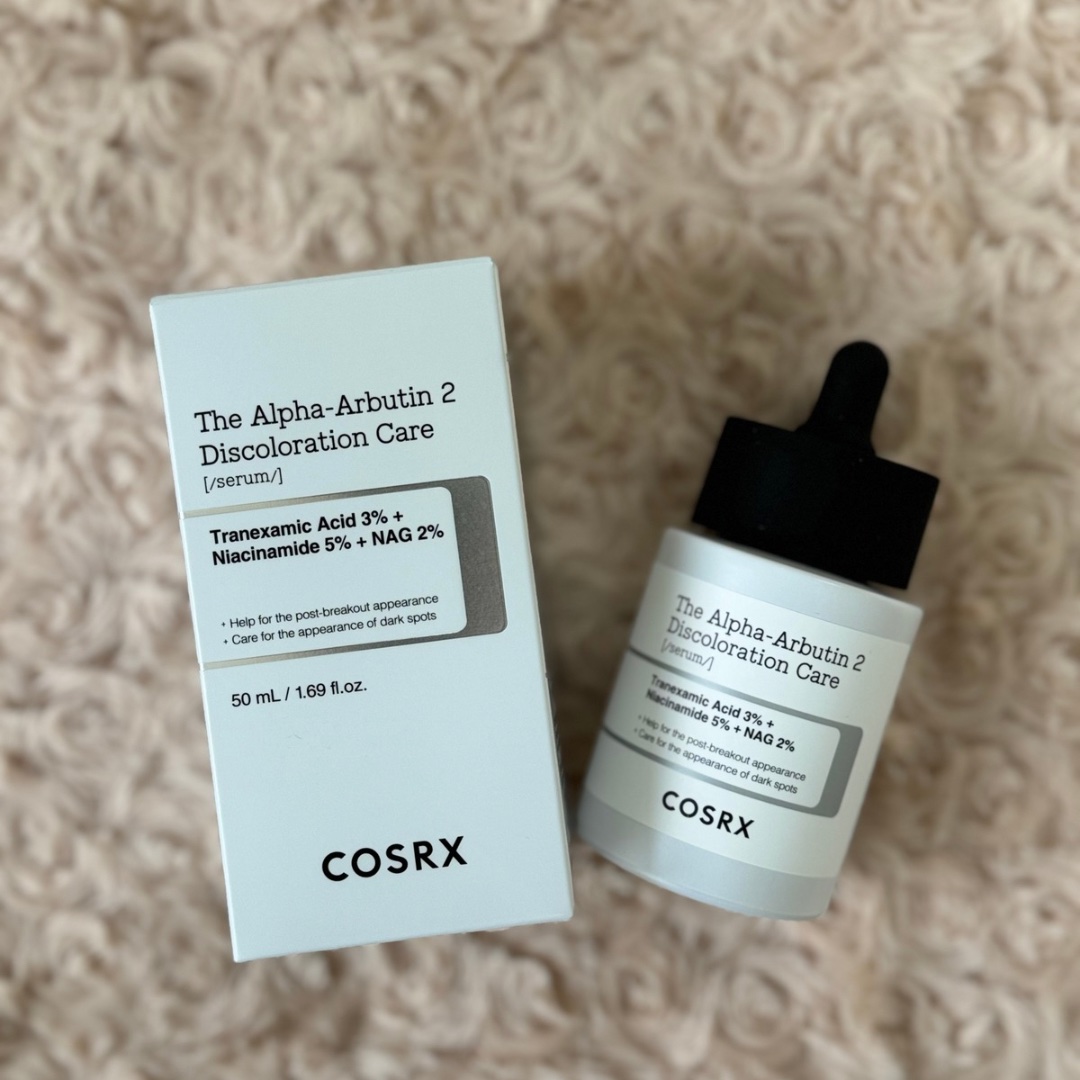 The Alpha-Arbutin 2
Discoloration Care
[/serum/]
Tranexamic Acid 3% +
Niacinamide 5% + NAG 2%
+ Help for the post-breakout appearance
+ Care for the appearance of dark spots
50 mL / 1.69 fl.oz.
COSRX
The Alpha-Arbutin 2
Discoloration Care
[/serum/]
Tranexamic Acid 3% +
Niacinamide 5% + NAG 2%
+ Help for the post-breakout appearance
+ Care for the appearance of dark spots
COSRX